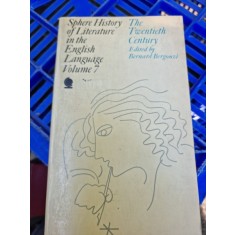 Sphere History
of Literature
in the
English
Language
Volume 7
The
Twentieth
Century
Edited by
Bernard Bergonzi